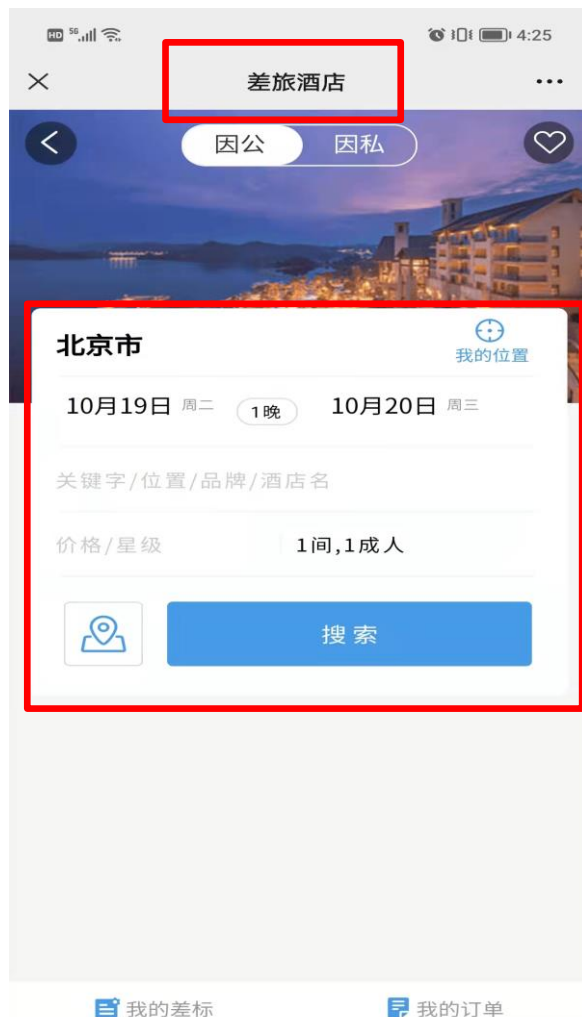 HD 5G 4:25
差旅酒店
因公 因私
北京市
我的位置
10月19日 周二 1晚 10月20日 周三
关键字/位置/品牌/酒店名
价格/星级 1间,1成人
搜索
我的差标 我的订单